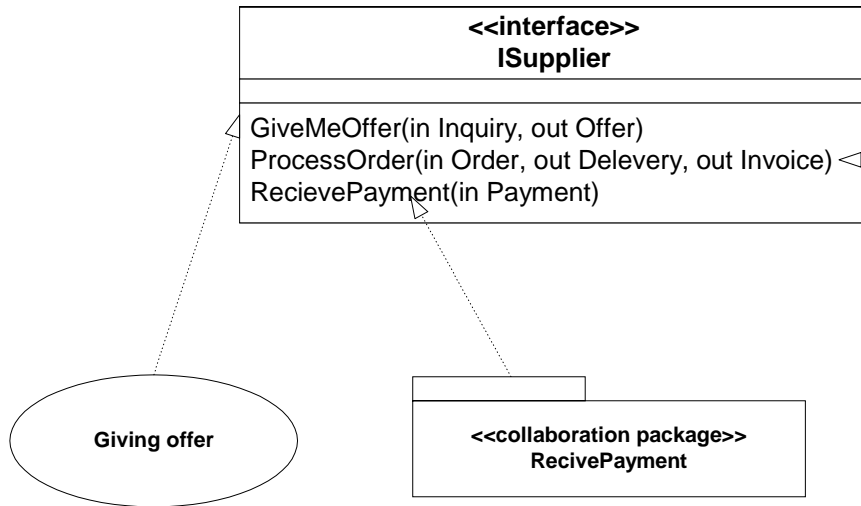 <<interface>>
ISupplier
GiveMeOffer(in Inquiry, out Offer)
ProcessOrder(in Order, out Delevery, out Invoice)
RecievePayment(in Payment)
Giving offer
<<collaboration package>>
RecivePayment